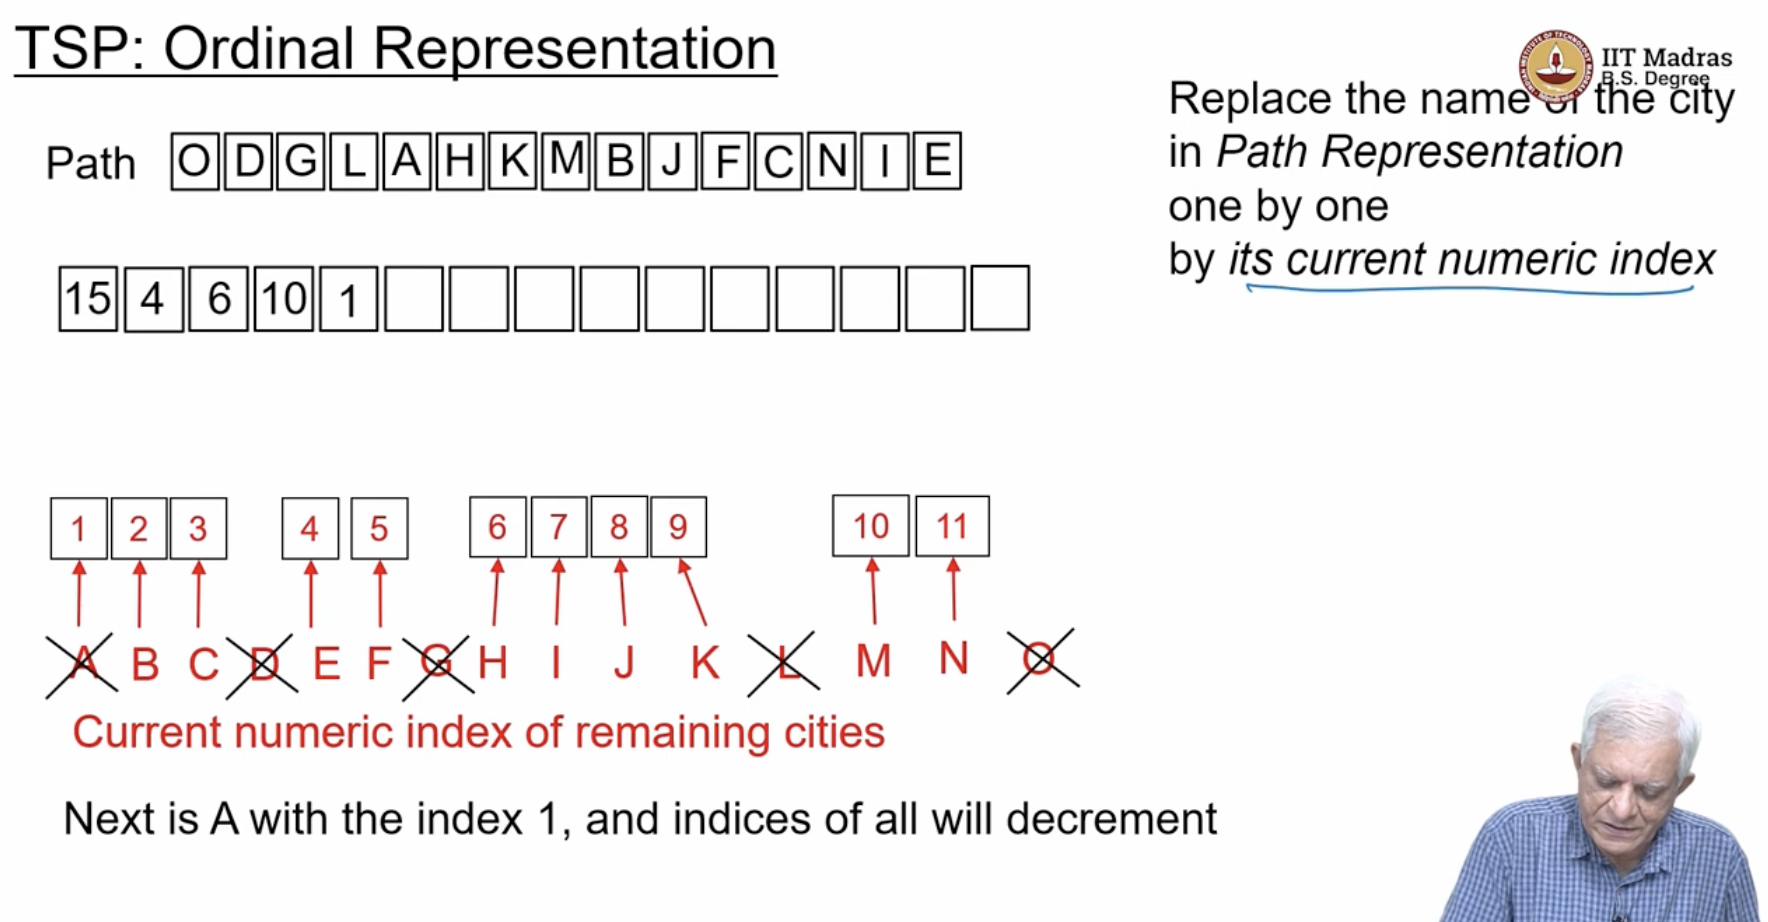 TSP: Ordinal Representation
IIT Madras
B.S. Degree
Replace the name of the city
in Path Representation
one by one
by its current numeric index
Path O D G L A H K M B J F C N I E
15 4 6 10 1
1 2 3 4 5 6 7 8 9 10 11
A B C D E F G H I J K L M N O
Current numeric index of remaining cities
Next is A with the index 1, and indices of all will decrement